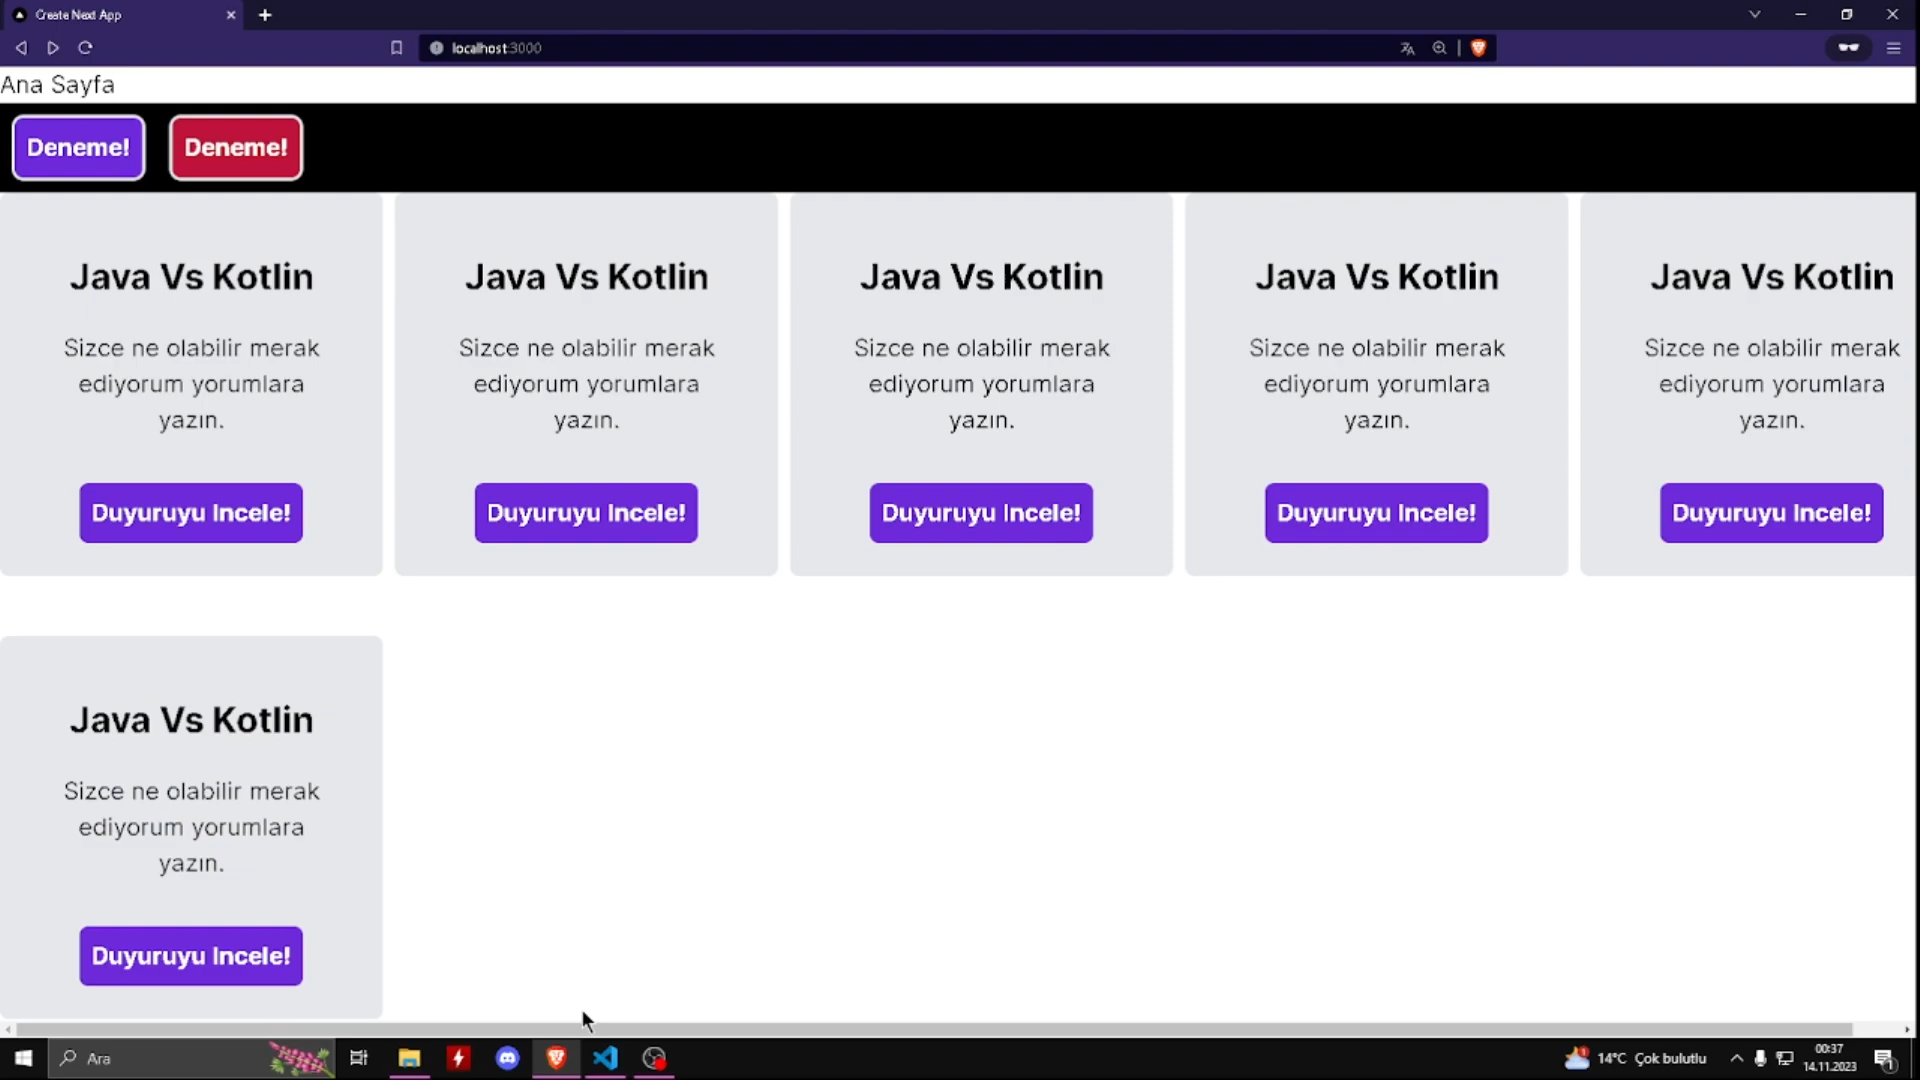 Create Next App
localhost:3000
Ana Sayfa
Deneme!
Deneme!
Java Vs Kotlin
Sizce ne olabilir merak
ediyorum yorumlara
yazın.
Duyuruyu Incele!
Java Vs Kotlin
Sizce ne olabilir merak
ediyorum yorumlara
yazın.
Duyuruyu Incele!
Java Vs Kotlin
Sizce ne olabilir merak
ediyorum yorumlara
yazın.
Duyuruyu Incele!
Java Vs Kotlin
Sizce ne olabilir merak
ediyorum yorumlara
yazın.
Duyuruyu Incele!
Java Vs Kotlin
Sizce ne olabilir merak
ediyorum yorumlara
yazın.
Duyuruyu Incele!
Java Vs Kotlin
Sizce ne olabilir merak
ediyorum yorumlara
yazın.
Duyuruyu Incele!
Ara
14°C Çok bulutlu
00:37
14.11.2023